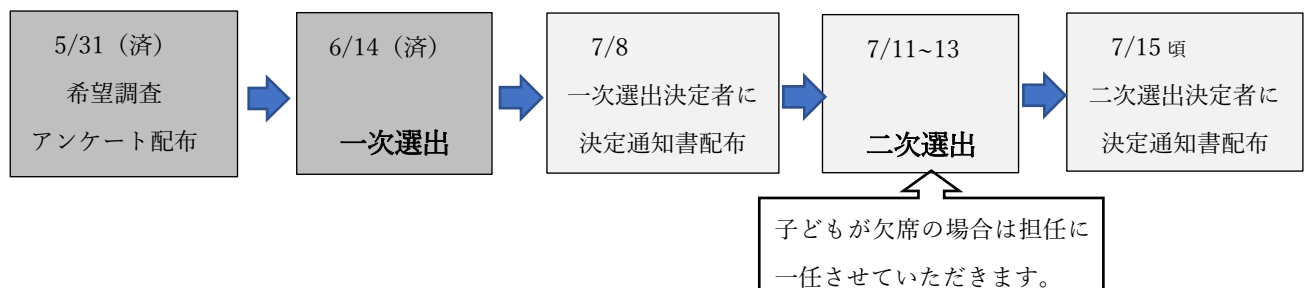 5/31（済）
希望調査
アンケート配布
6/14（済）
一次選出
7/8
一次選出決定者に
決定通知書配布
7/11~13
二次選出
7/15 頃
二次選出決定者に
決定通知書配布
子どもが欠席の場合は担任に
一任させていただきます。